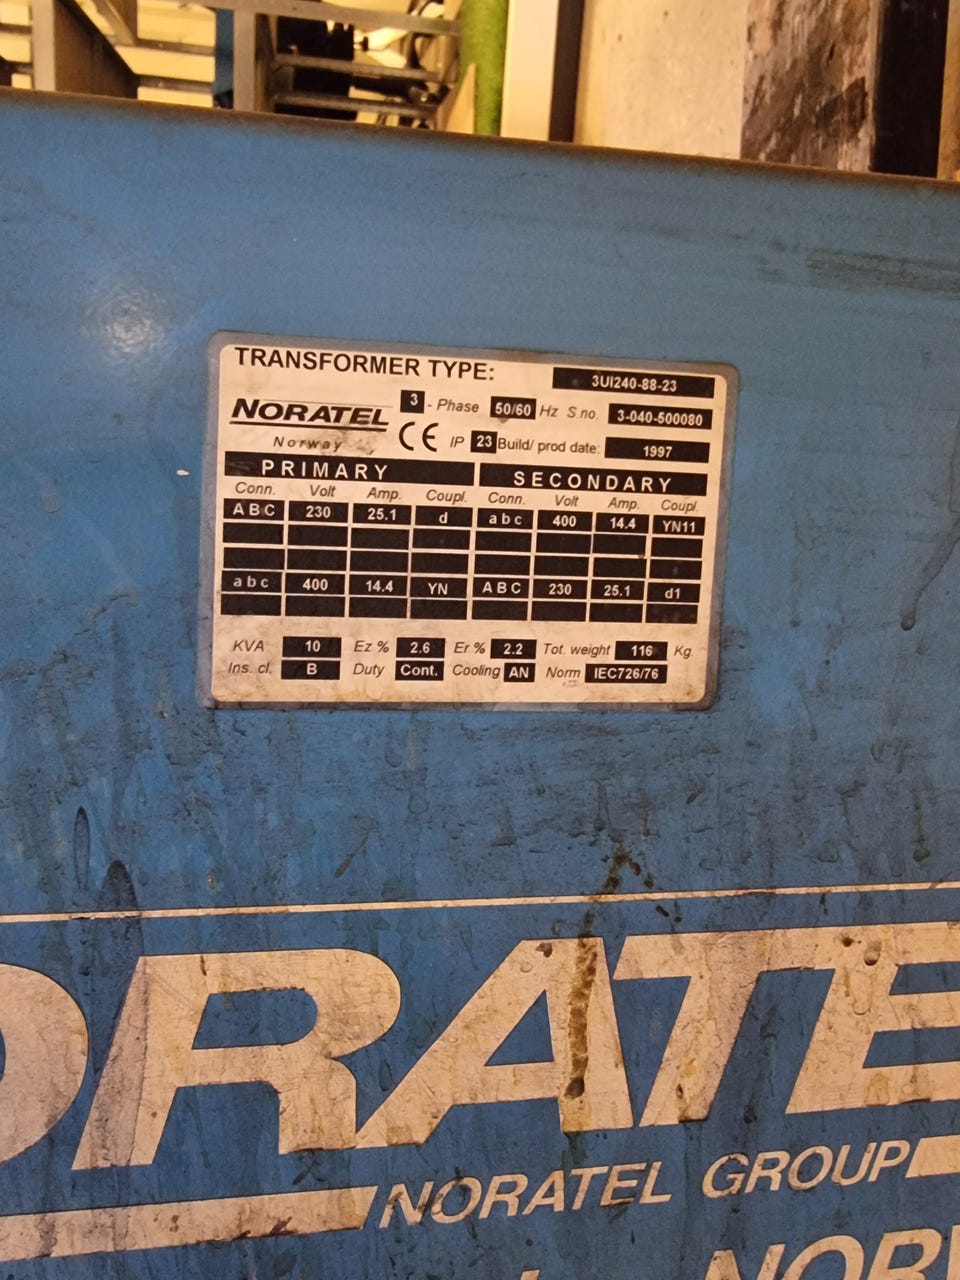 TRANSFORMER TYPE: 3UI240-88-23
NORATEL 3 - Phase 50/60 Hz S.no. 3-040-500080
Norway CE IP 23 Build/ prod date: 1997
PRIMARY SECONDARY
Conn. Volt Amp. Coupl. Conn. Volt Amp. Coupl.
ABC 230 25.1 d abc 400 14.4 YN11
abc 400 14.4 YN ABC 230 25.1 d1
KVA 10 Ez % 2.6 Er % 2.2 Tot. weight 116 Kg.
Ins. cl. B Duty Cont. Cooling AN Norm IEC726/76
ORATE
NORATEL GROUP
NOR